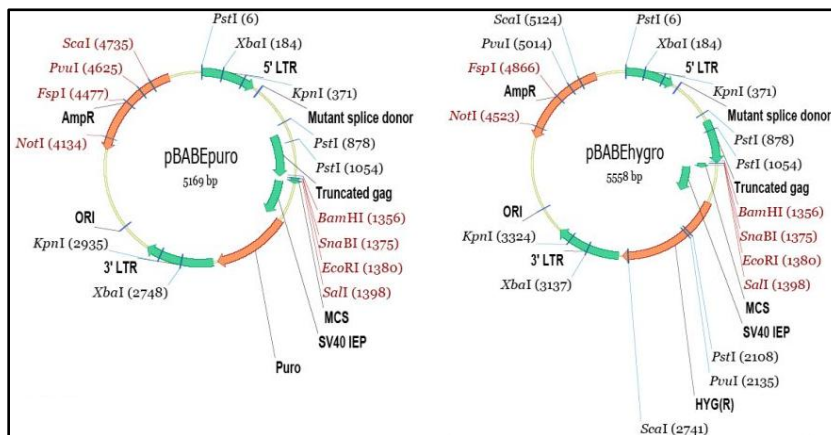 PstI (6)
XbaI (184)
5' LTR
KpnI (371)
Mutant splice donor
PstI (878)
PstI (1054)
Truncated gag
BamHI (1356)
SnaBI (1375)
EcoRI (1380)
SalI (1398)
MCS
SV40 IEP
Puro
XbaI (2748)
3' LTR
KpnI (2935)
ORI
NotI (4134)
AmpR
FspI (4477)
PvuI (4625)
ScaI (4735)
pBABEpuro
5169 bp
PstI (6)
XbaI (184)
5' LTR
KpnI (371)
Mutant splice donor
PstI (878)
PstI (1054)
Truncated gag
BamHI (1356)
SnaBI (1375)
EcoRI (1380)
SalI (1398)
MCS
SV40 IEP
PstI (2108)
PvuI (2135)
HYG(R)
ScaI (2741)
XbaI (3137)
3' LTR
KpnI (3324)
ORI
NotI (4523)
AmpR
FspI (4866)
PvuI (5014)
ScaI (5124)
pBABEhygro
5558 bp